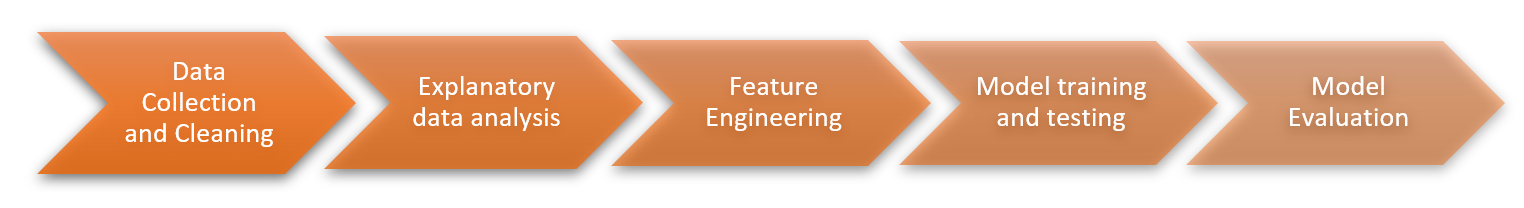 Data
Collection
and Cleaning
Explanatory
data analysis
Feature
Engineering
Model training
and testing
Model
Evaluation